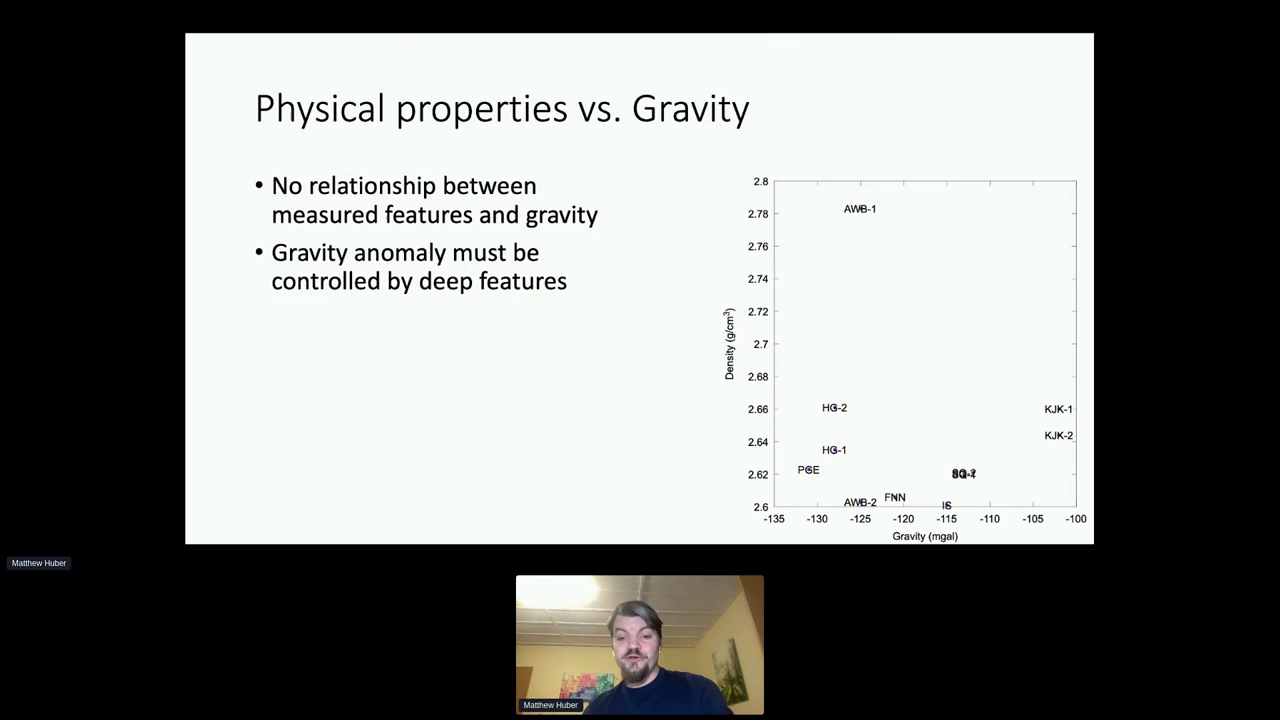 Physical properties vs. Gravity
• No relationship between
measured features and gravity
• Gravity anomaly must be
controlled by deep features
2.8
2.78
2.76
2.74
2.72
2.7
2.68
2.66
2.64
2.62
2.6
Density (g/cm³)
AWB-1
HG-2
KJK-1
KJK-2
HG-1
PGE
AWB-2
FNN
IS
-135
-130
-125
-120
-115
-110
-105
-100
Gravity (mgal)
Matthew Huber
Matthew Huber